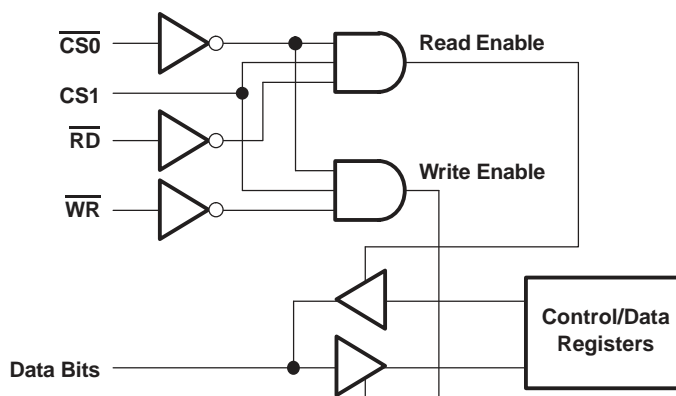 CS0
Read Enable
CS1
RD
Write Enable
WR
Control/Data
Registers
Data Bits